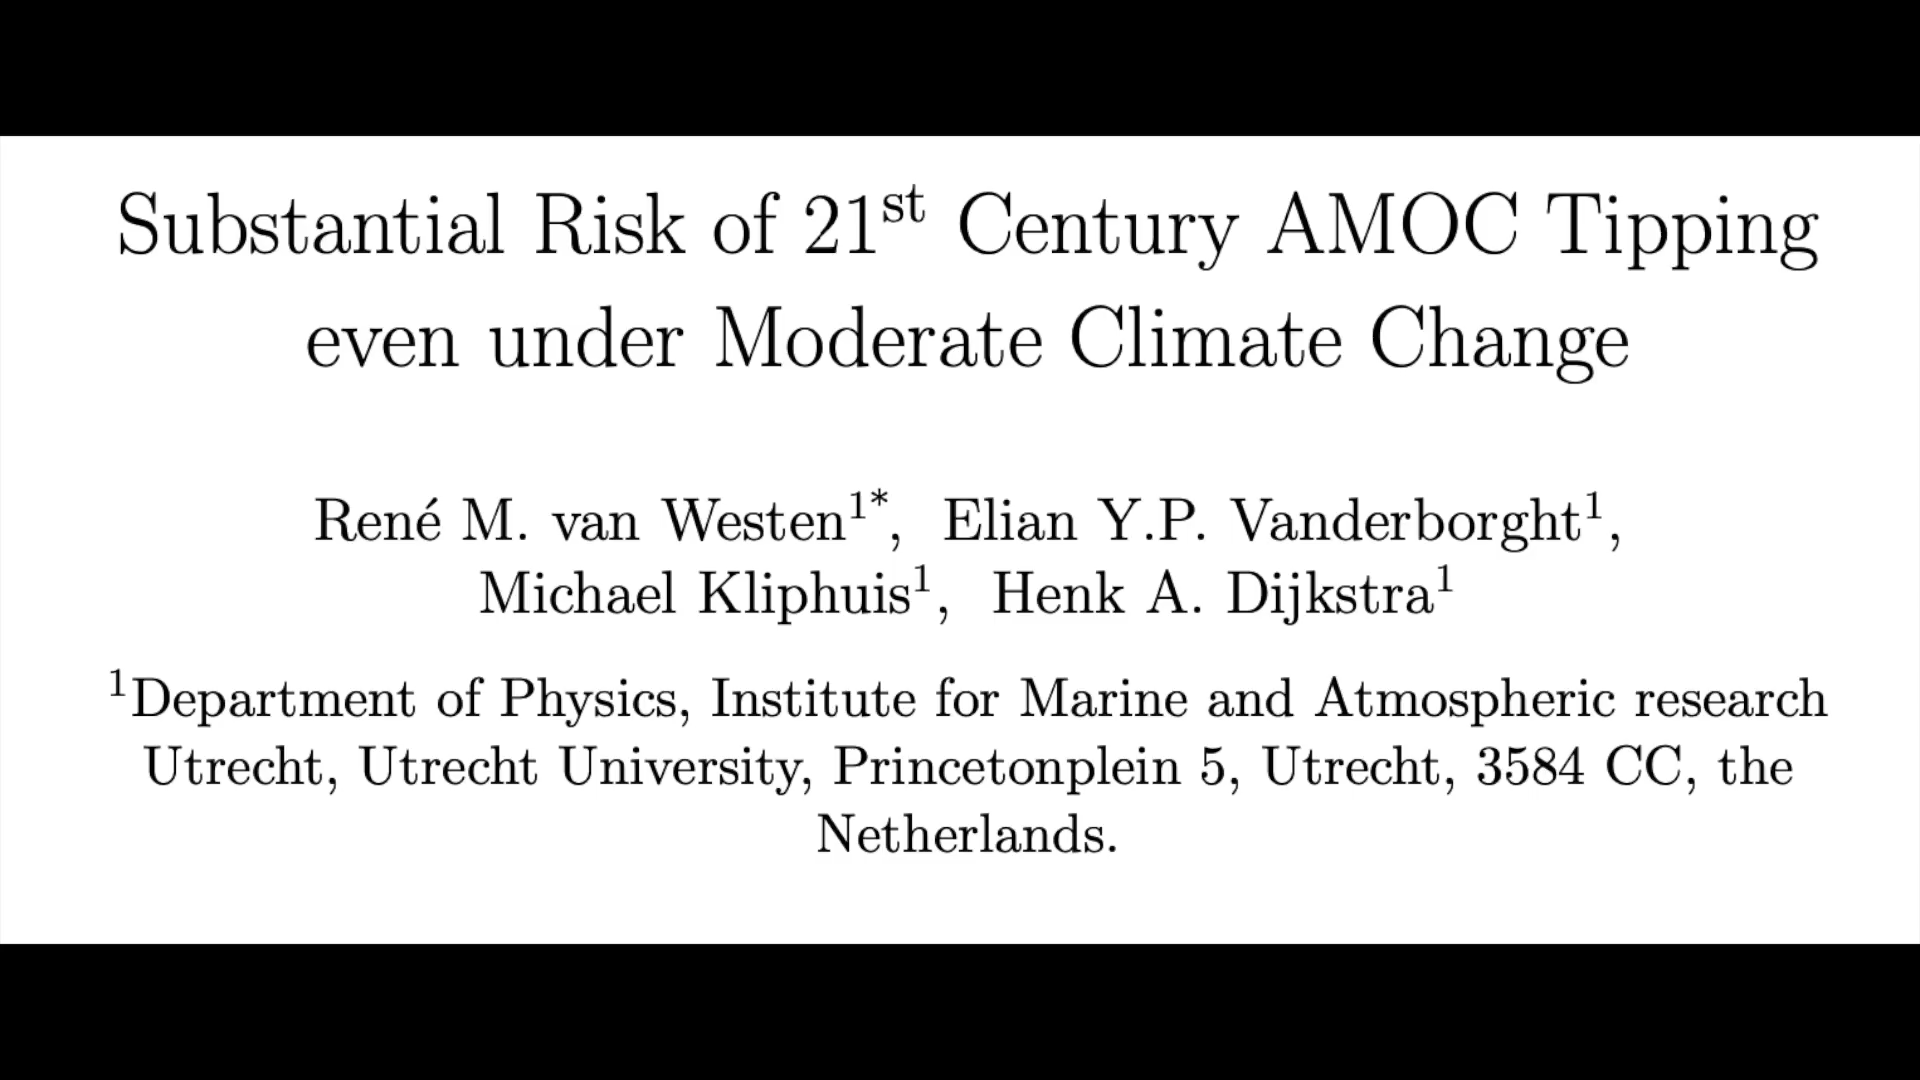 Substantial Risk of 21st Century AMOC Tipping
even under Moderate Climate Change
René M. van Westen1*, Elian Y.P. Vanderborght1,
Michael Kliphuis1, Henk A. Dijkstra1
1Department of Physics, Institute for Marine and Atmospheric research
Utrecht, Utrecht University, Princetonplein 5, Utrecht, 3584 CC, the
Netherlands.